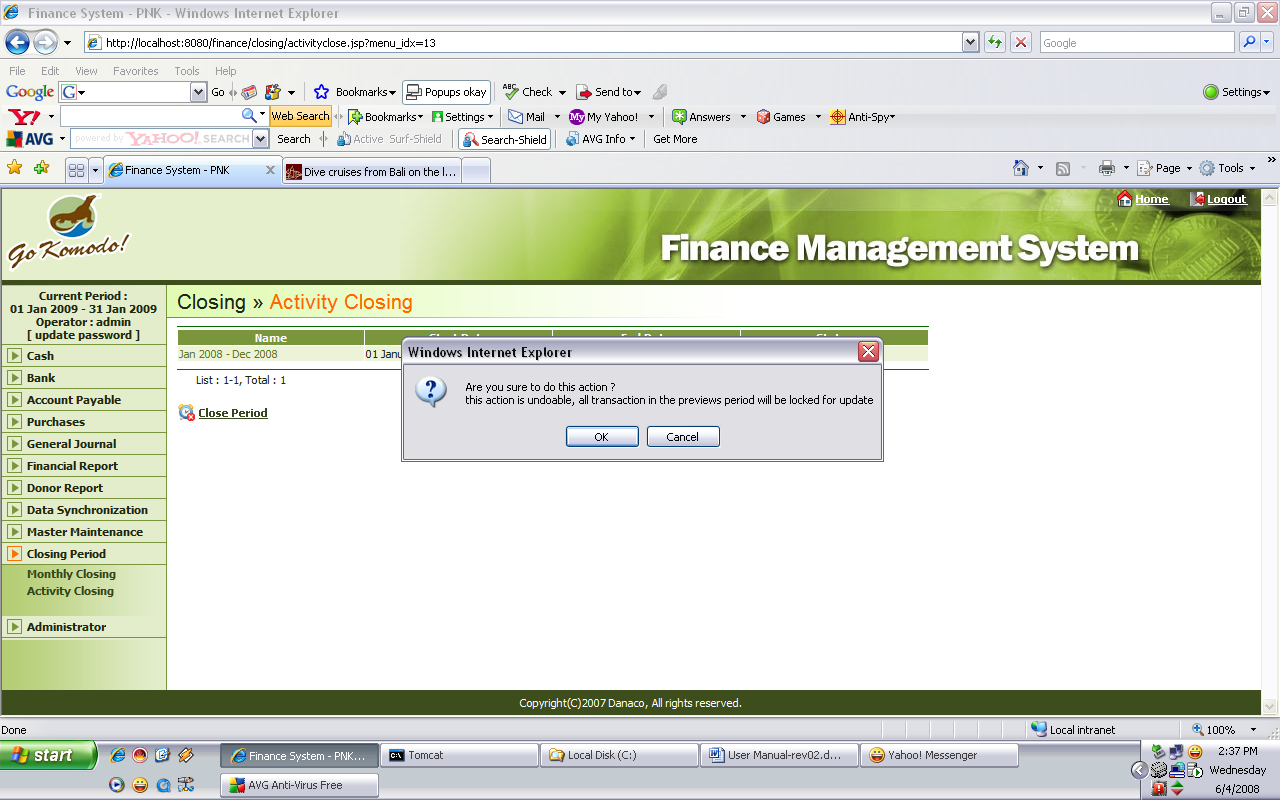 Finance System - PNK - Windows Internet Explorer
http://localhost:8080/finance/closing/activityclose.jsp?menu_idx=13
Google
File Edit View Favorites Tools Help
Google G Go Bookmarks Popups okay ABC Check Send to Settings
Y! Web Search Bookmarks Settings Mail My Yahoo! Answers Games Anti-Spy
AVG powered by YAHOO! SEARCH Search Active Surf-Shield Search-Shield AVG Info Get More
Finance System - PNK Dive cruises from Bali on the l... Page Tools
Go Komodo!
Home Logout
Finance Management System
Current Period :
01 Jan 2009 - 31 Jan 2009
Operator : admin
[ update password ]
Cash
Bank
Account Payable
Purchases
General Journal
Financial Report
Donor Report
Data Synchronization
Master Maintenance
Closing Period
Monthly Closing
Activity Closing
Administrator
Closing » Activity Closing
Name
Jan 2008 - Dec 2008 01 Janu
List : 1-1, Total : 1
Close Period
Windows Internet Explorer
Are you sure to do this action ?
this action is undoable, all transaction in the previews period will be locked for update
OK Cancel
Copyright(C)2007 Danaco, All rights reserved.
Done Local intranet 100%
start Finance System - PNK... Tomcat Local Disk (C:) User Manual-rev02.d... Yahoo! Messenger 2:37 PM
AVG Anti-Virus Free Wednesday
6/4/2008